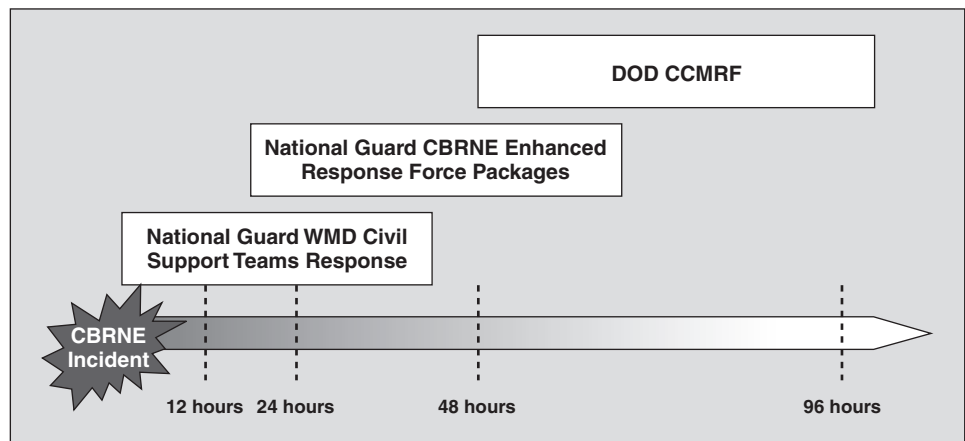 DOD CCMRF
National Guard CBRNE Enhanced
Response Force Packages
National Guard WMD Civil
Support Teams Response
CBRNE
Incident
12 hours
24 hours
48 hours
96 hours